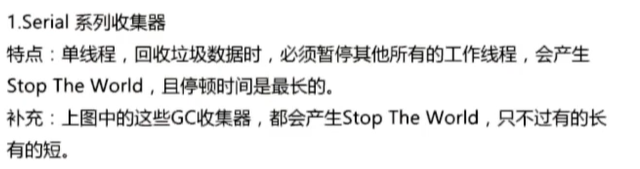 1.Serial 系列收集器
特点：单线程，回收垃圾数据时，必须暂停其他所有的工作线程，会产生
Stop The World，且停顿时间是最长的。
补充：上图中的这些GC收集器，都会产生Stop The World，只不过有的长
有的短。